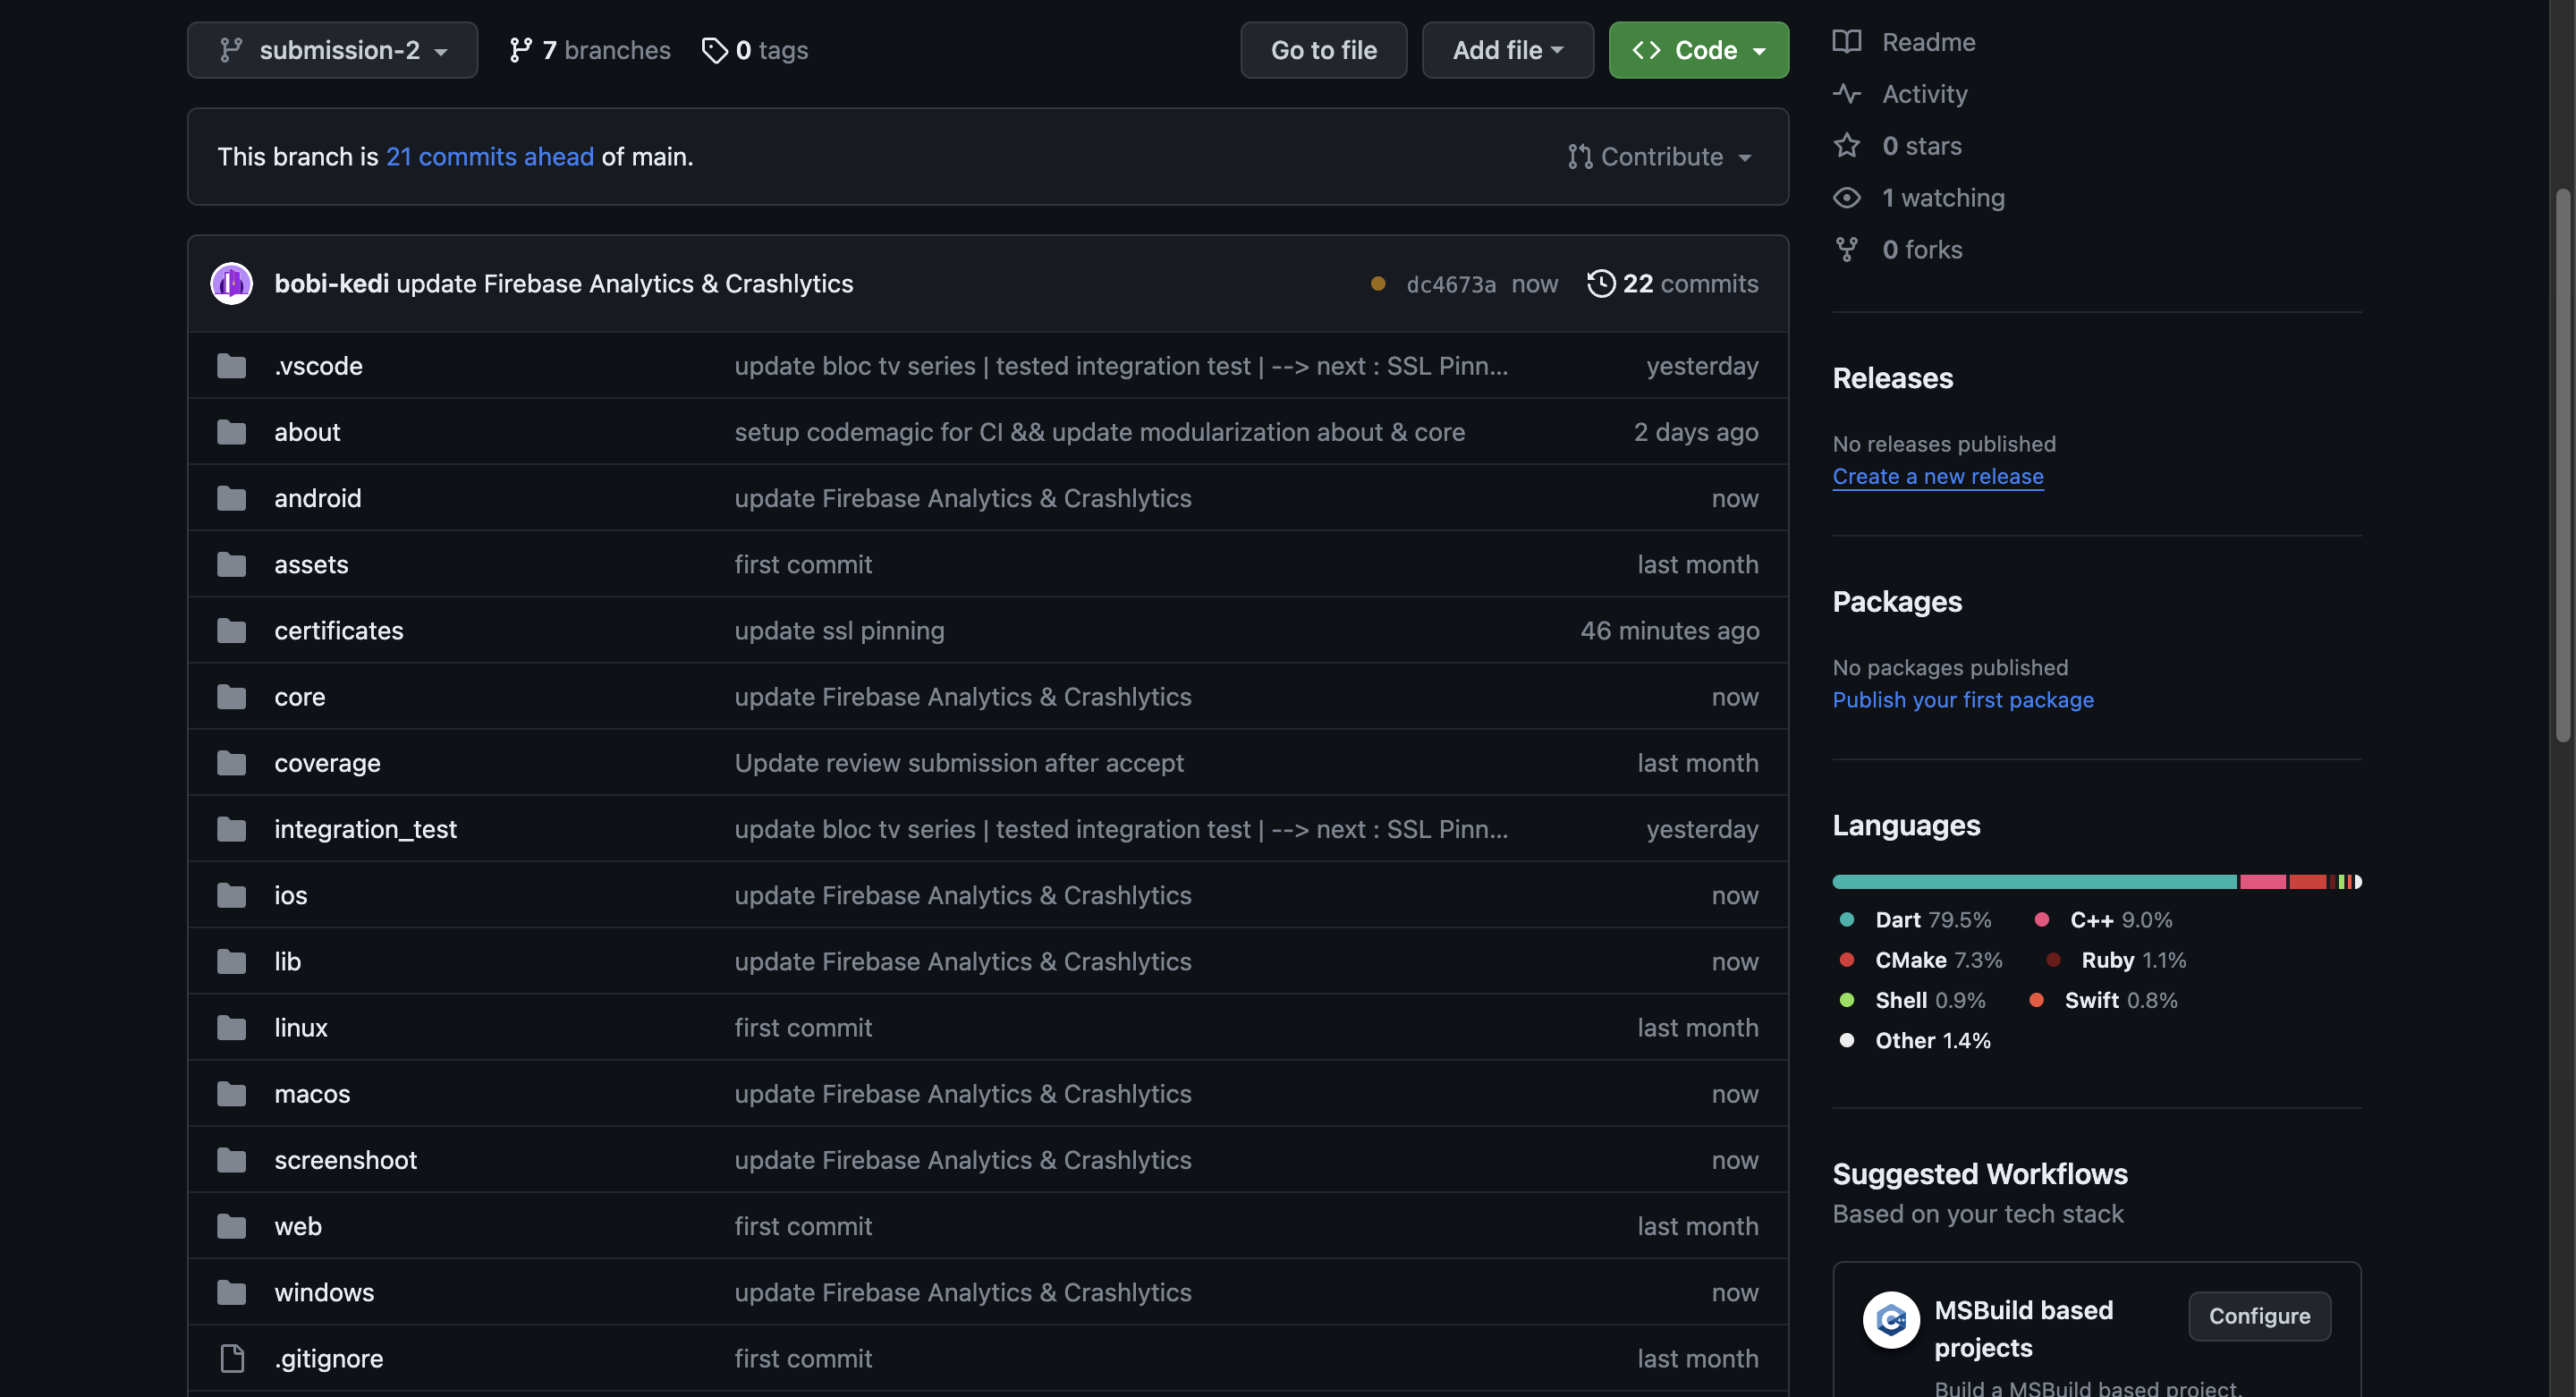 submission-2 7 branches 0 tags Go to file Add file Code
This branch is 21 commits ahead of main. Contribute
bobi-kedi update Firebase Analytics & Crashlytics dc4673a now 22 commits
.vscode update bloc tv series | tested integration test | --> next : SSL Pinn... yesterday
about setup codemagic for CI && update modularization about & core 2 days ago
android update Firebase Analytics & Crashlytics now
assets first commit last month
certificates update ssl pinning 46 minutes ago
core update Firebase Analytics & Crashlytics now
coverage Update review submission after accept last month
integration_test update bloc tv series | tested integration test | --> next : SSL Pinn... yesterday
ios update Firebase Analytics & Crashlytics now
lib update Firebase Analytics & Crashlytics now
linux first commit last month
macos update Firebase Analytics & Crashlytics now
screenshoot update Firebase Analytics & Crashlytics now
web first commit last month
windows update Firebase Analytics & Crashlytics now
.gitignore first commit last month
Readme
Activity
0 stars
1 watching
0 forks
Releases
No releases published
Create a new release
Packages
No packages published
Publish your first package
Languages
Dart 79.5% C++ 9.0%
CMake 7.3% Ruby 1.1%
Shell 0.9% Swift 0.8%
Other 1.4%
Suggested Workflows
Based on your tech stack
MSBuild based
projects
Configure
Build a MSBuild based project.